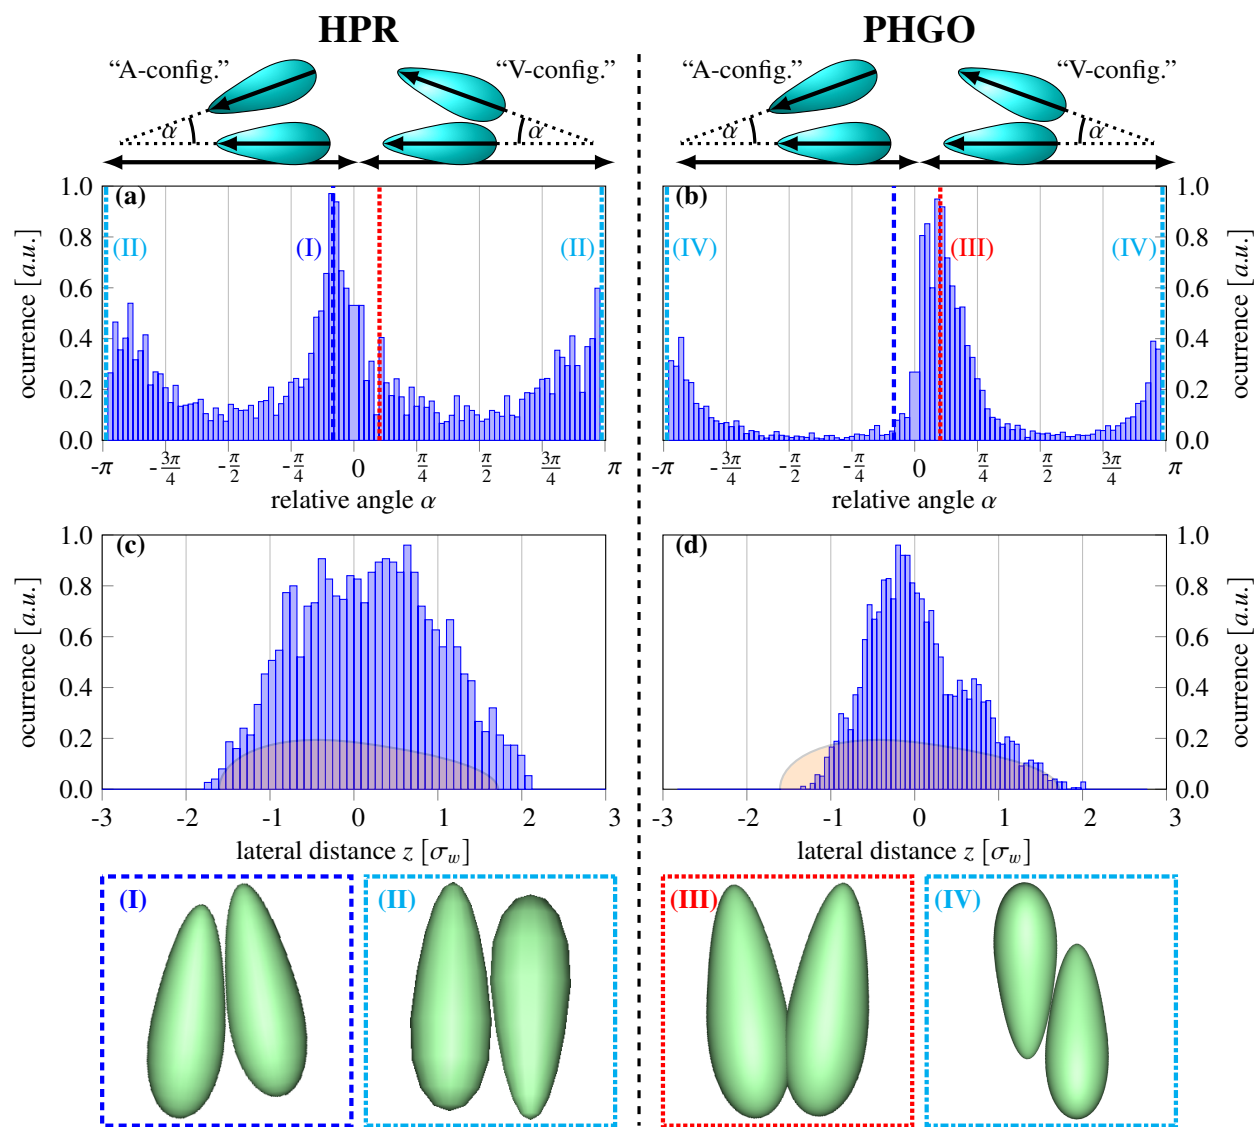 HPR PHGO
“A-config.” “V-config.” “A-config.” “V-config.”
α α α α
(a) (b)
1.0 0.8 0.6 0.4 0.2 0.0
ocurrence [a.u.]
(II) (I) (II)
-π -3π/4 -π/2 -π/4 0 π/4 π/2 3π/4 π
relative angle α
(IV) (III) (IV)
1.0 0.8 0.6 0.4 0.2 0.0
ocurrence [a.u.]
-π -3π/4 -π/2 -π/4 0 π/4 π/2 3π/4 π
relative angle α
(c) (d)
1.0 0.8 0.6 0.4 0.2 0.0
ocurrence [a.u.]
-3 -2 -1 0 1 2 3
lateral distance z [σw]
1.0 0.8 0.6 0.4 0.2 0.0
ocurrence [a.u.]
-3 -2 -1 0 1 2 3
lateral distance z [σw]
(I) (II) (III) (IV)